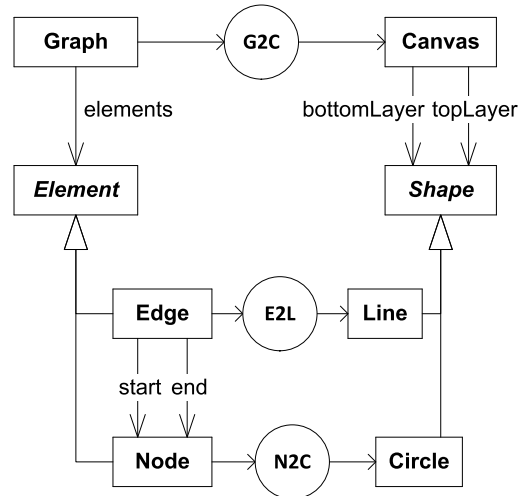 Graph G2C Canvas
elements bottomLayer topLayer
Element Shape
Edge E2L Line
start end
Node N2C Circle